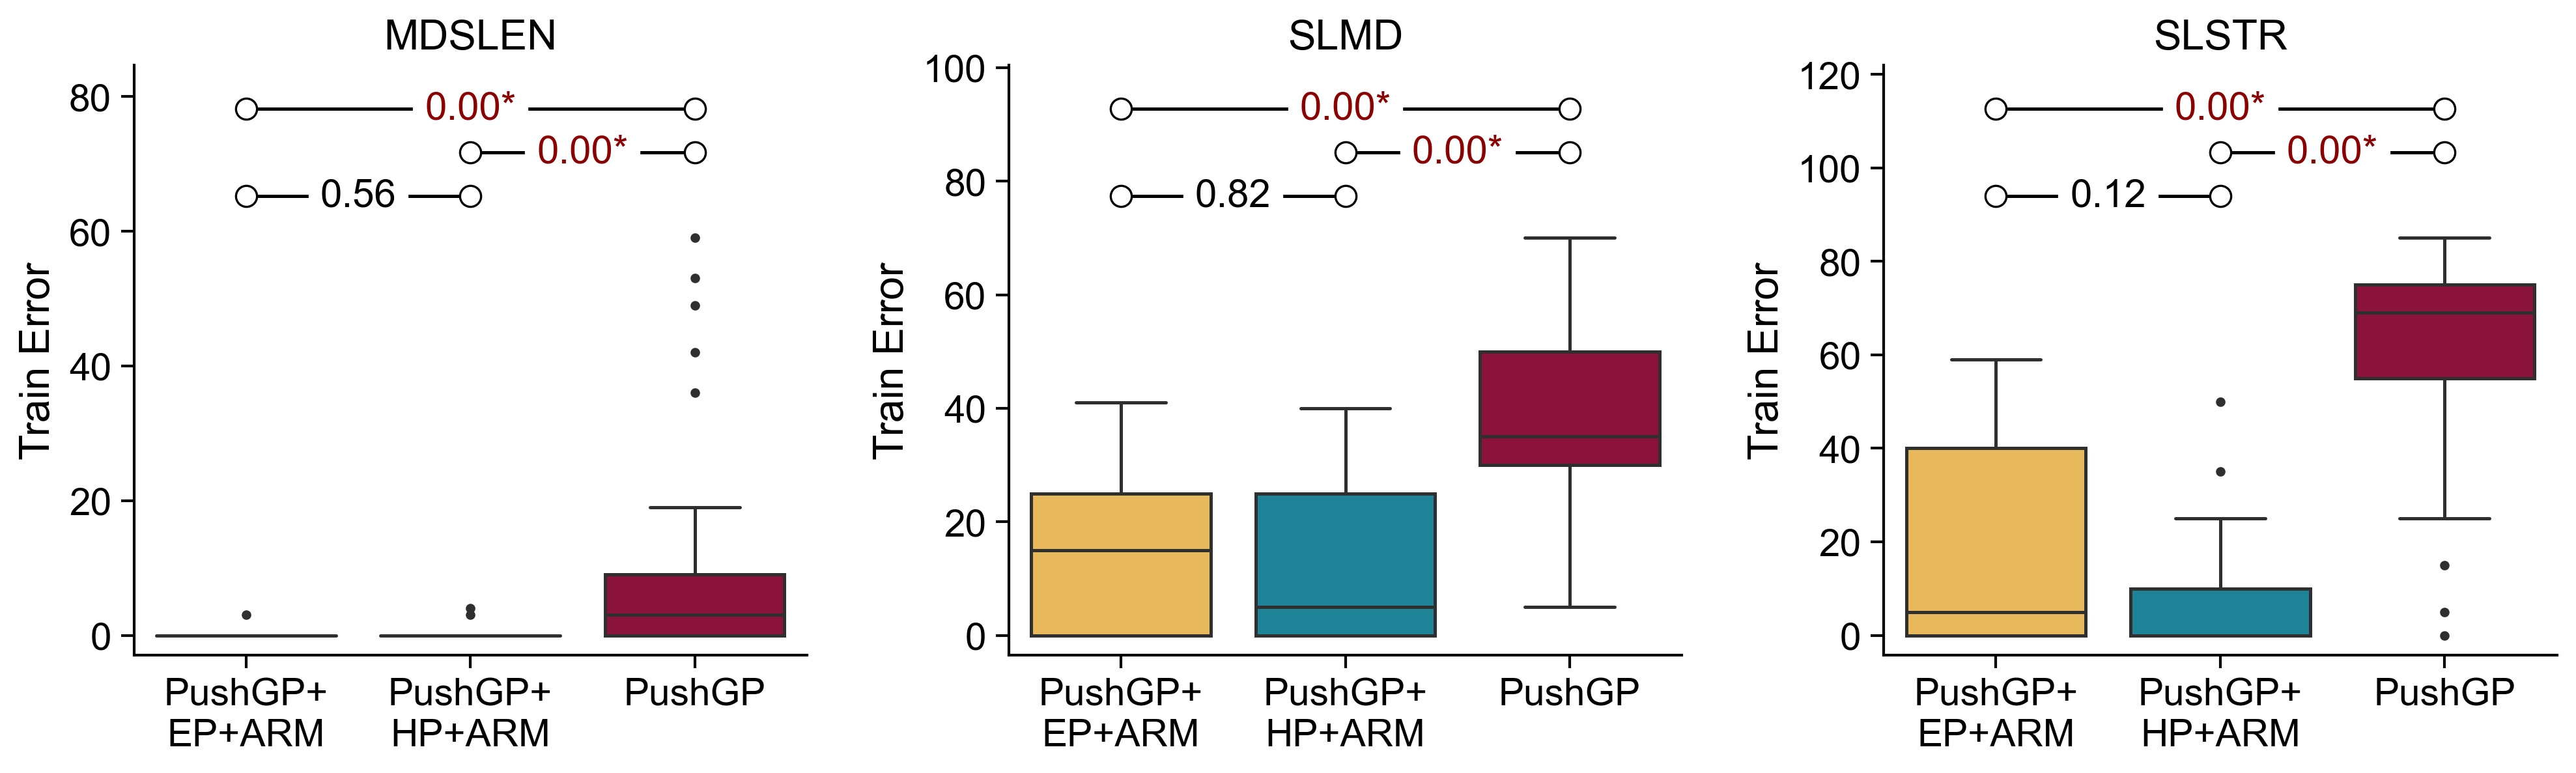 MDSLEN
Train Error
80
60
40
20
0
0.00*
0.00*
0.56
PushGP+
EP+ARM
PushGP+
HP+ARM
PushGP
SLMD
Train Error
100
80
60
40
20
0
0.00*
0.00*
0.82
PushGP+
EP+ARM
PushGP+
HP+ARM
PushGP
SLSTR
Train Error
120
100
80
60
40
20
0
0.00*
0.00*
0.12
PushGP+
EP+ARM
PushGP+
HP+ARM
PushGP